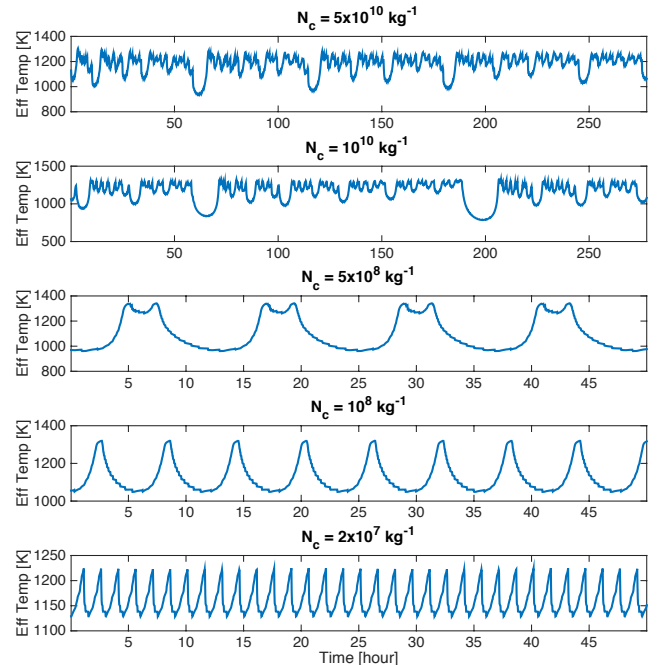 N_c = 5x10^10 kg^-1
Eff Temp [K]
1400
1200
1000
800
50 100 150 200 250
N_c = 10^10 kg^-1
Eff Temp [K]
1500
1000
500
50 100 150 200 250
N_c = 5x10^8 kg^-1
Eff Temp [K]
1400
1200
1000
800
5 10 15 20 25 30 35 40 45
N_c = 10^8 kg^-1
Eff Temp [K]
1400
1200
1000
5 10 15 20 25 30 35 40 45
N_c = 2x10^7 kg^-1
Eff Temp [K]
1250
1200
1150
1100
5 10 15 20 25 30 35 40 45
Time [hour]